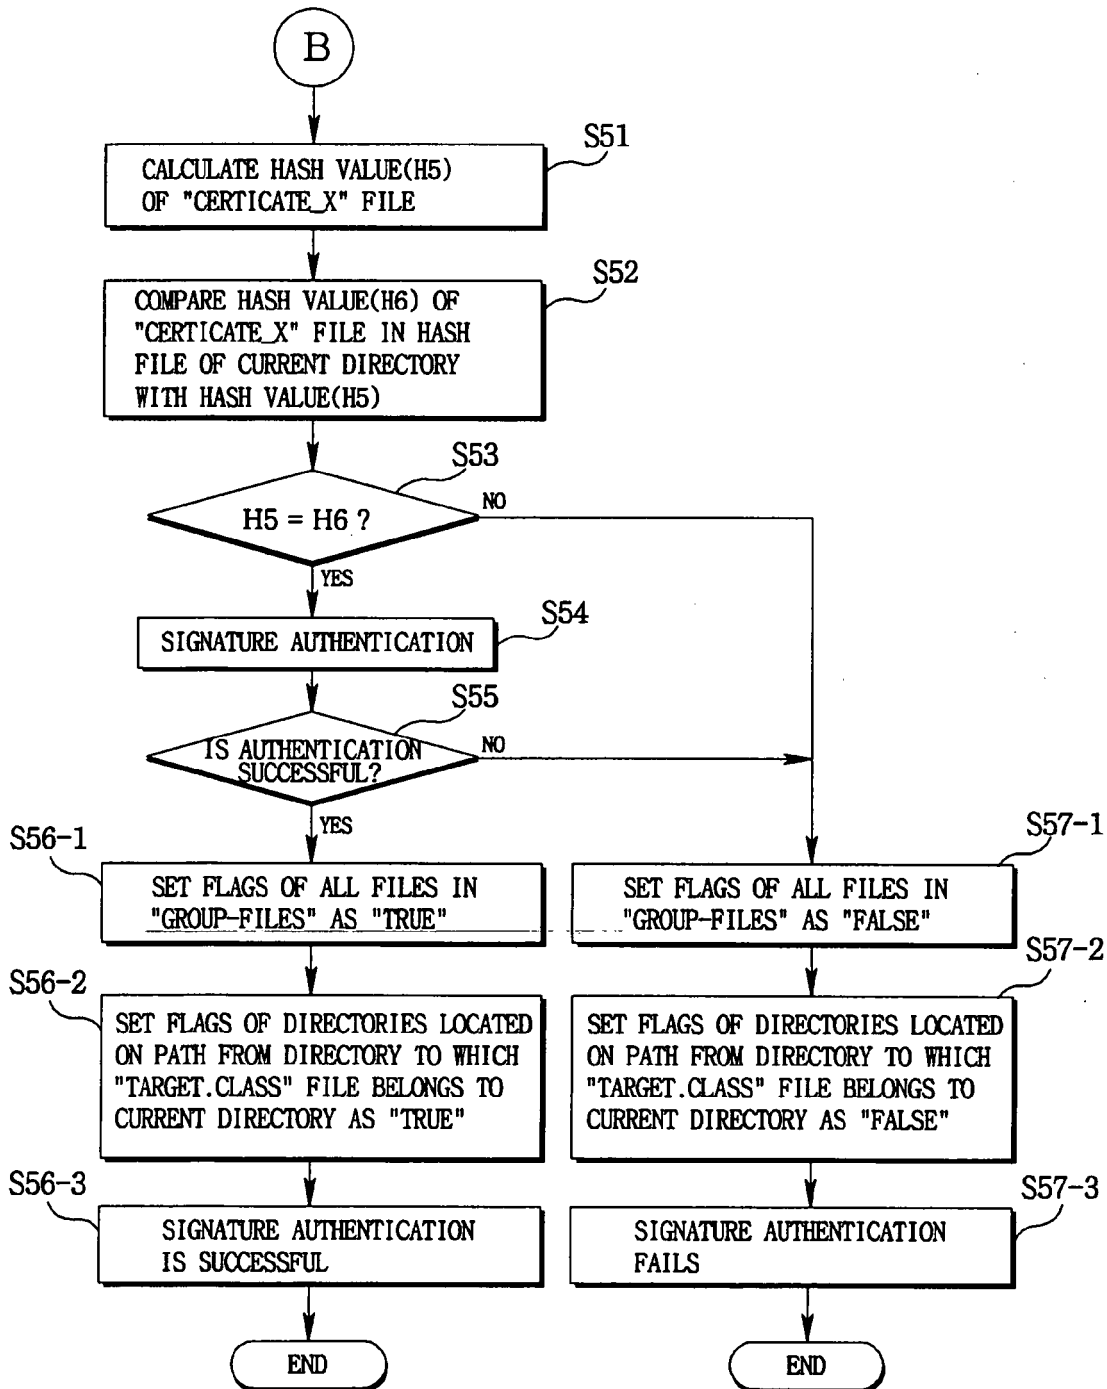 B
S51
CALCULATE HASH VALUE(H5)
OF "CERTICATE_X" FILE
S52
COMPARE HASH VALUE(H6) OF
"CERTICATE_X" FILE IN HASH
FILE OF CURRENT DIRECTORY
WITH HASH VALUE(H5)
S53
H5 = H6 ?
NO
YES
S54
SIGNATURE AUTHENTICATION
S55
IS AUTHENTICATION
SUCCESSFUL?
NO
YES
S56-1
SET FLAGS OF ALL FILES IN
"GROUP-FILES" AS "TRUE"
S57-1
SET FLAGS OF ALL FILES IN
"GROUP-FILES" AS "FALSE"
S56-2
SET FLAGS OF DIRECTORIES LOCATED
ON PATH FROM DIRECTORY TO WHICH
"TARGET.CLASS" FILE BELONGS TO
CURRENT DIRECTORY AS "TRUE"
S57-2
SET FLAGS OF DIRECTORIES LOCATED
ON PATH FROM DIRECTORY TO WHICH
"TARGET.CLASS" FILE BELONGS TO
CURRENT DIRECTORY AS "FALSE"
S56-3
SIGNATURE AUTHENTICATION
IS SUCCESSFUL
S57-3
SIGNATURE AUTHENTICATION
FAILS
END
END